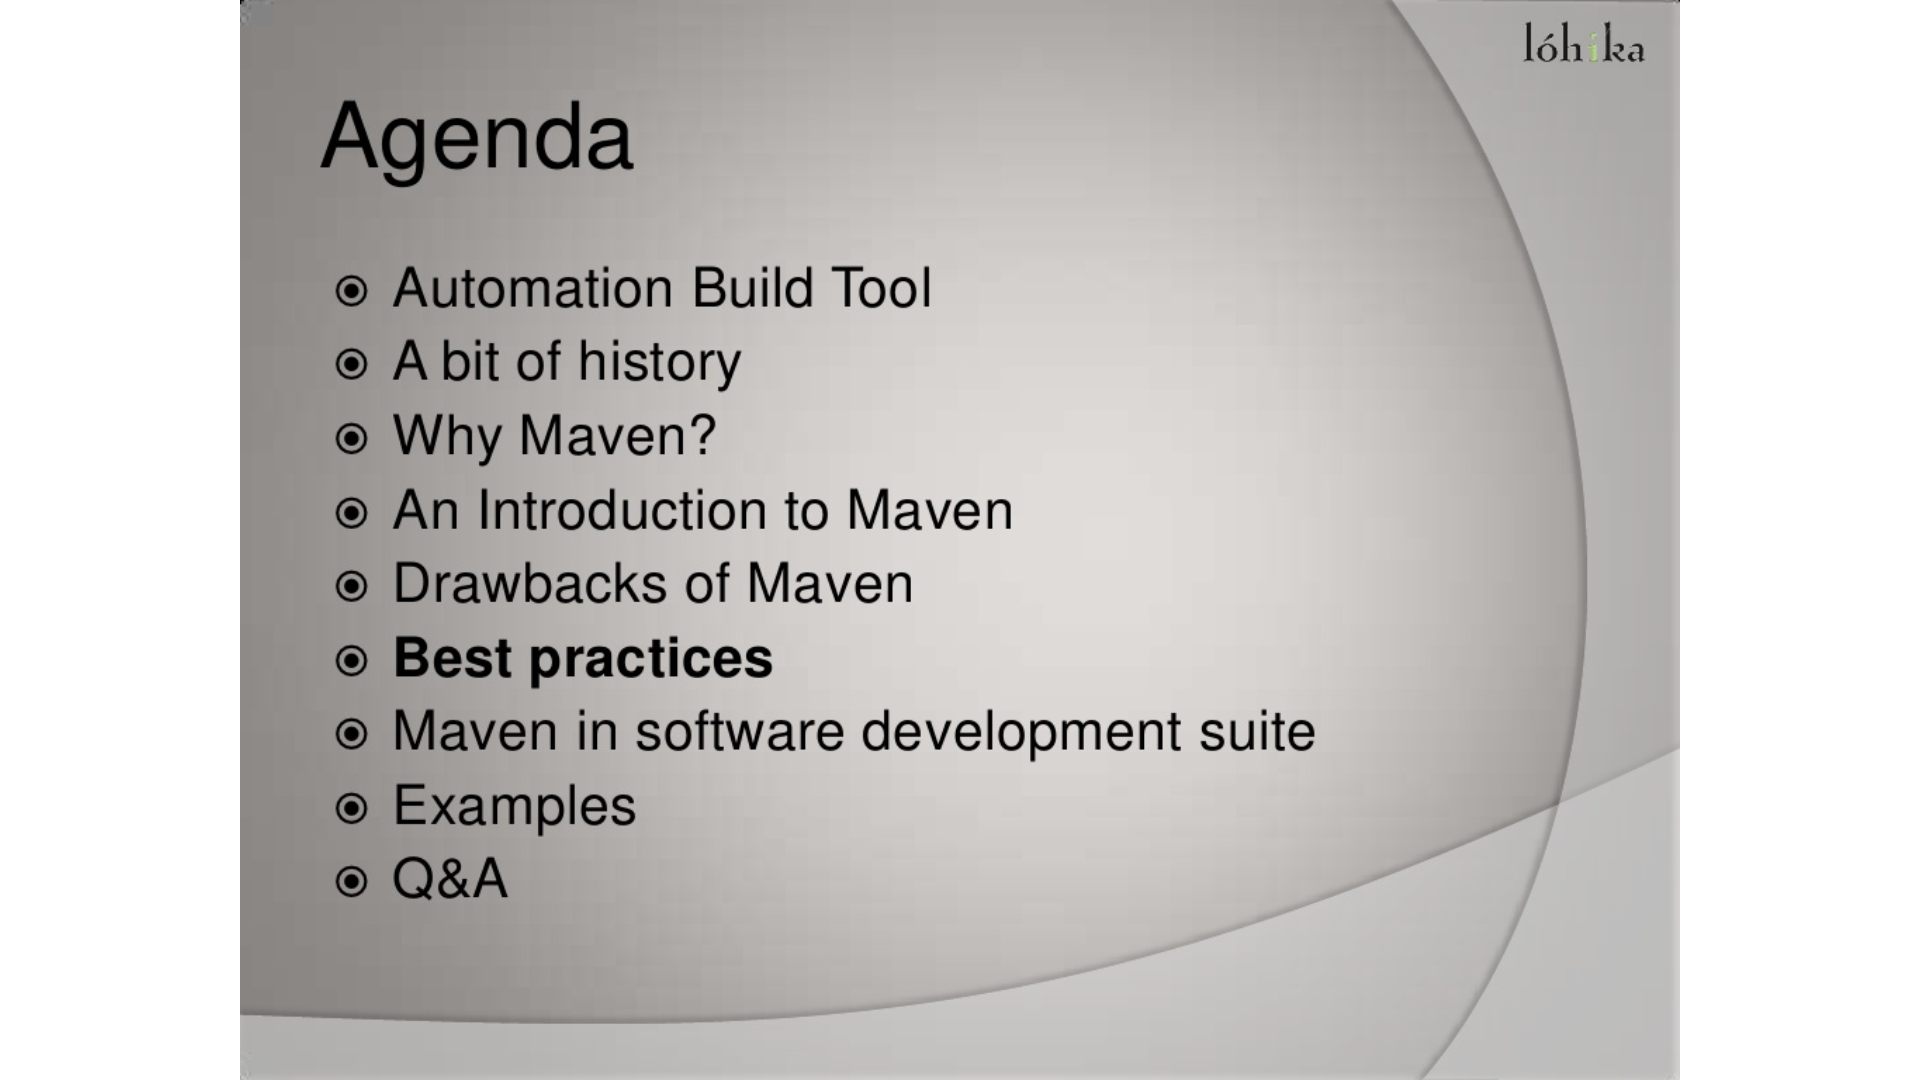 lóhika
Agenda
Automation Build Tool
A bit of history
Why Maven?
An Introduction to Maven
Drawbacks of Maven
Best practices
Maven in software development suite
Examples
Q&A